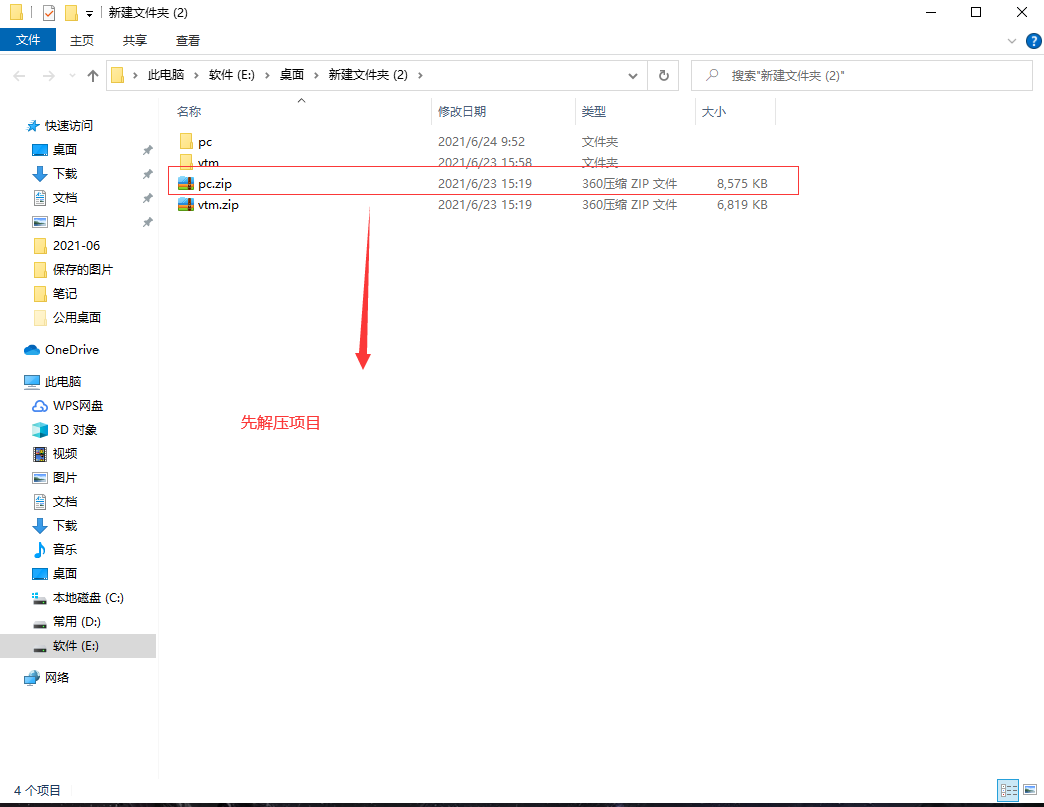 新建文件夹 (2)
文件 主页 共享 查看
此电脑 软件 (E:) 桌面 新建文件夹 (2)
搜索"新建文件夹 (2)"
名称 修改日期 类型 大小
pc 2021/6/24 9:52 文件夹
vtm 2021/6/23 15:58 文件夹
pc.zip 2021/6/23 15:19 360压缩 ZIP 文件 8,575 KB
vtm.zip 2021/6/23 15:19 360压缩 ZIP 文件 6,819 KB
先解压项目
快速访问
桌面
下载
文档
图片
2021-06
保存的图片
笔记
公用桌面
OneDrive
此电脑
WPS网盘
3D 对象
视频
图片
文档
下载
音乐
桌面
本地磁盘 (C:)
常用 (D:)
软件 (E:)
网络
4 个项目